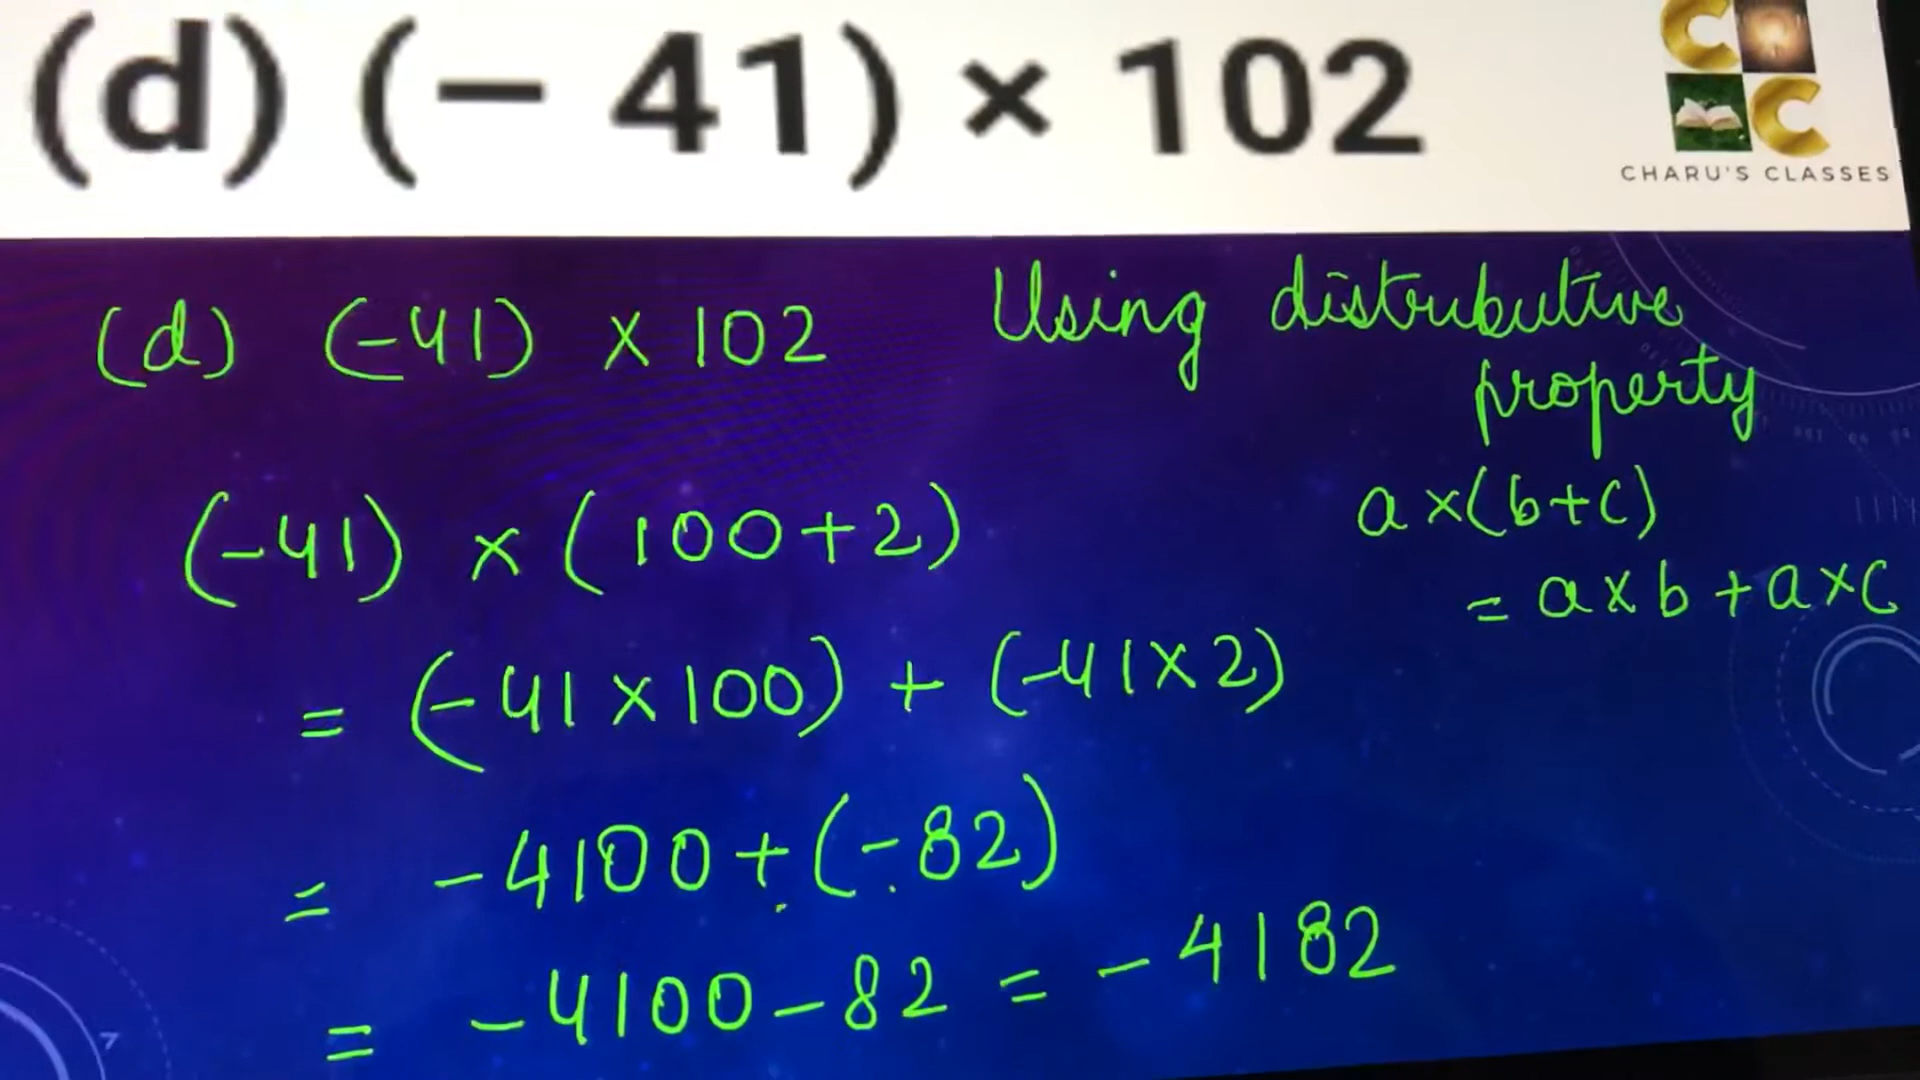 (d) (– 41) × 102
C C
CHARU'S CLASSES
(d) (-41) × 102
Using distributive
property
a×(b+c)
= a×b + a×c
(-41) × (100+2)
= (-41×100) + (-41×2)
= -4100+(-82)
= -4100-82 = -4182